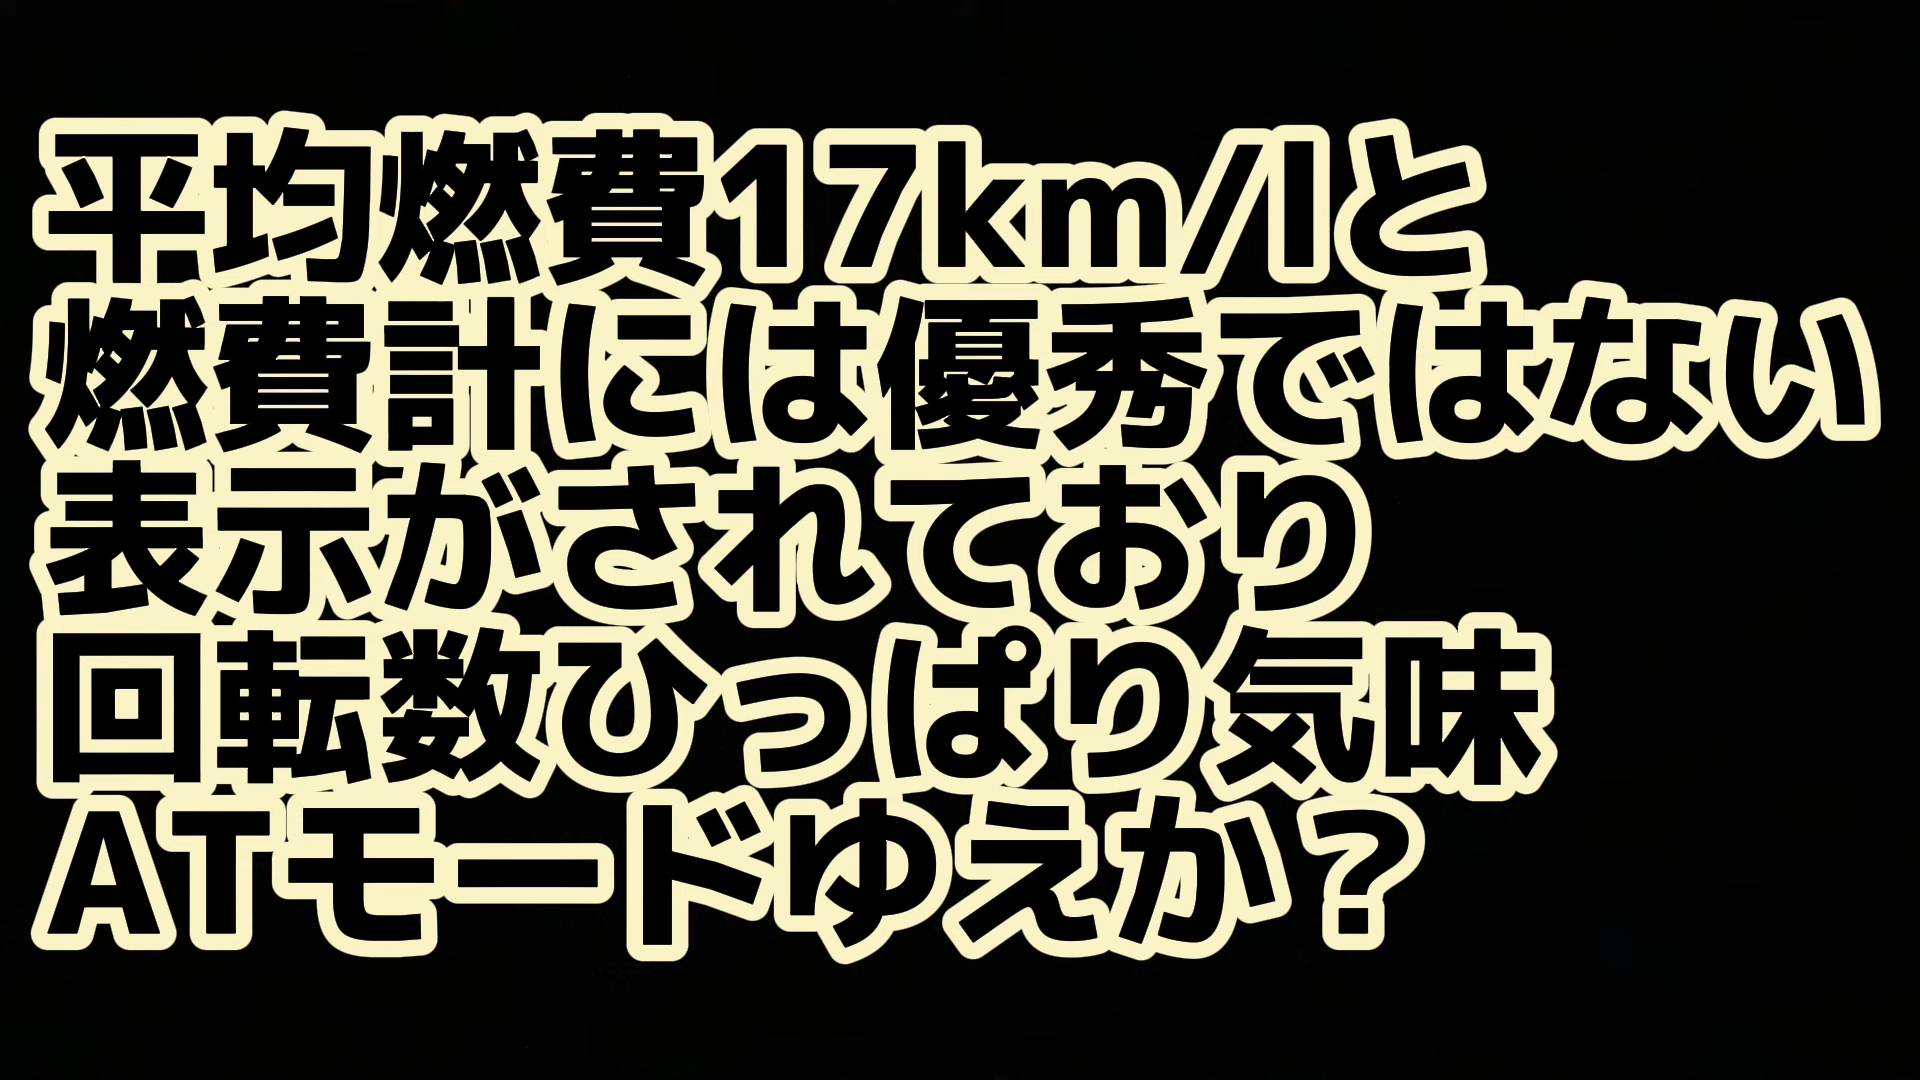 平均燃費17km/lと
燃費計には優秀ではない
表示がされており
回転数ひっぱり気味
ATモードゆえか？